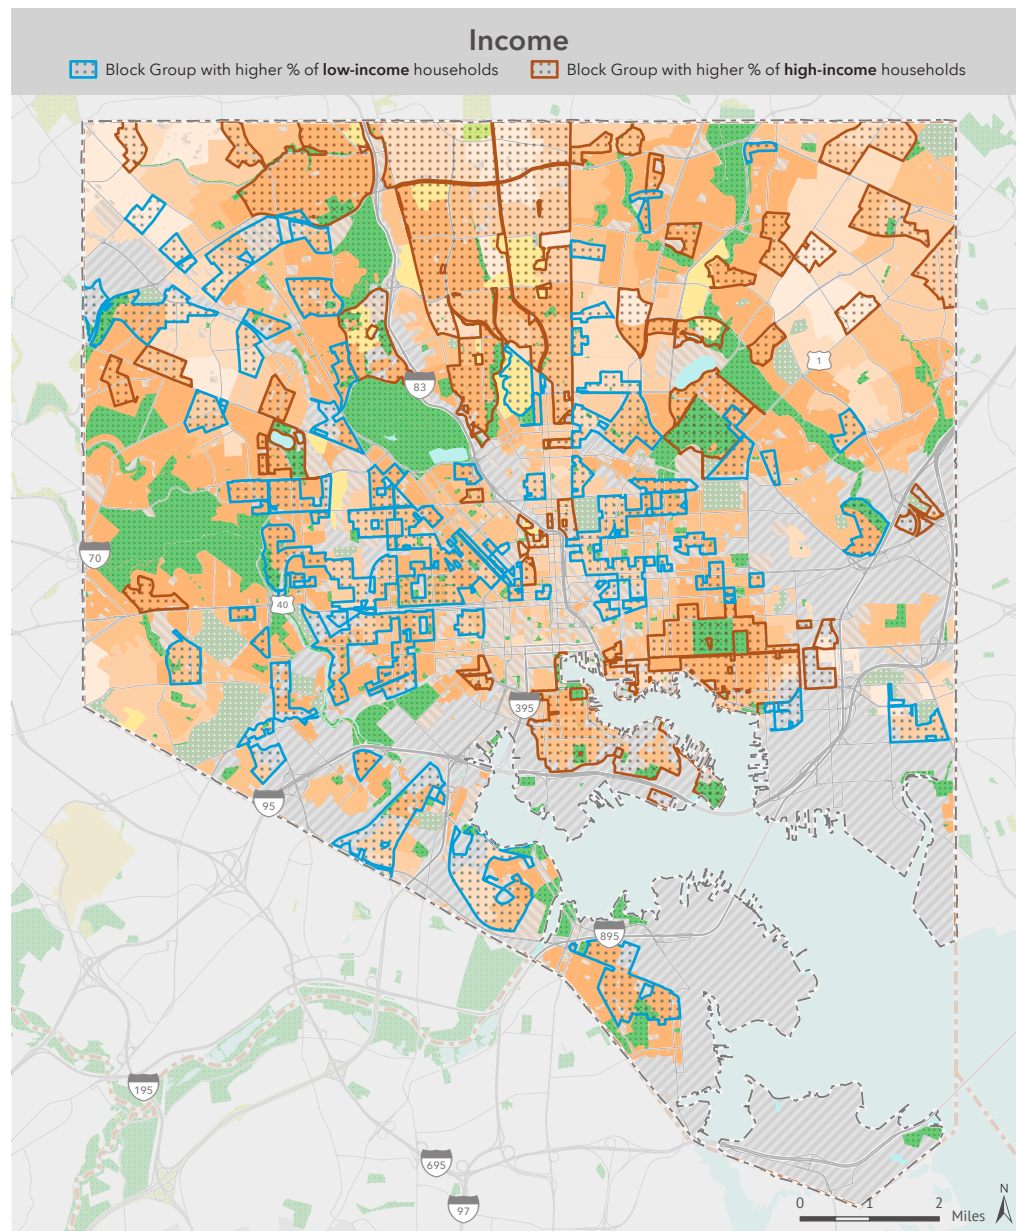 Income
Block Group with higher % of low-income households
Block Group with higher % of high-income households
1
83
70
40
395
95
895
195
695
97
N
0 1 2
Miles